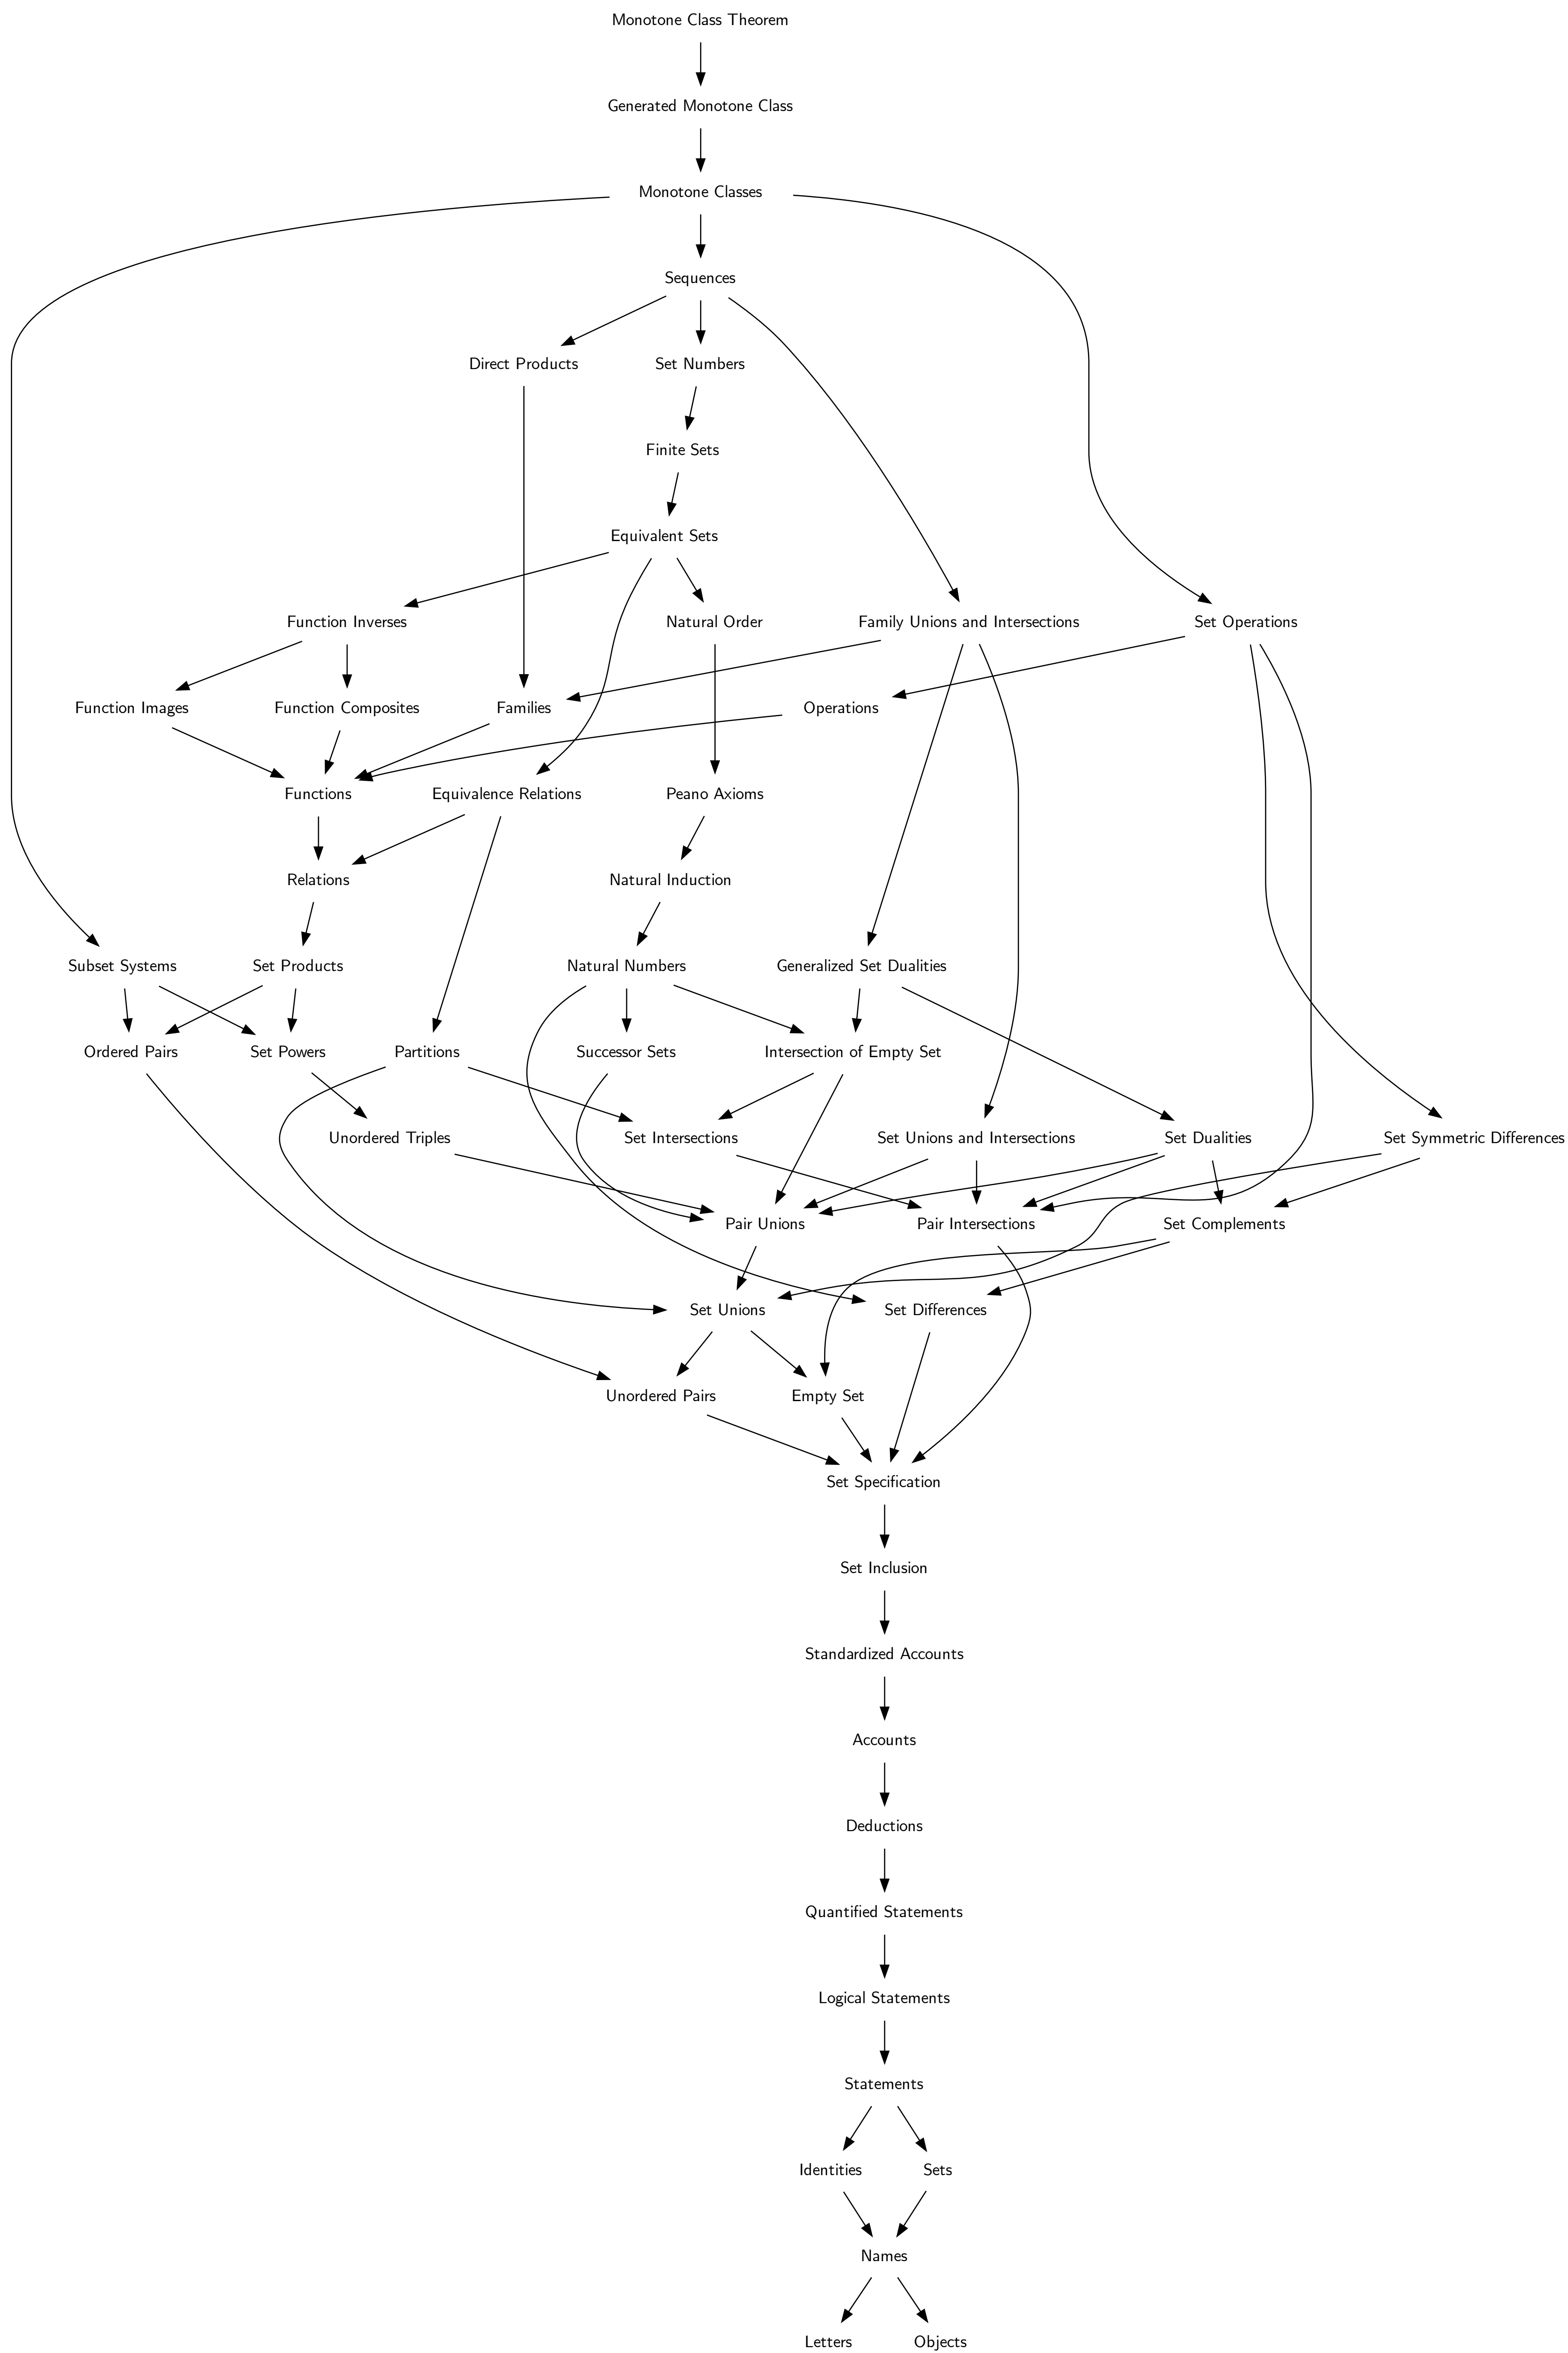 Monotone Class Theorem
Generated Monotone Class
Monotone Classes
Sequences
Direct Products
Set Numbers
Finite Sets
Equivalent Sets
Function Inverses
Natural Order
Family Unions and Intersections
Set Operations
Function Images
Function Composites
Families
Operations
Functions
Equivalence Relations
Peano Axioms
Relations
Natural Induction
Subset Systems
Set Products
Natural Numbers
Generalized Set Dualities
Ordered Pairs
Set Powers
Partitions
Successor Sets
Intersection of Empty Set
Unordered Triples
Set Intersections
Set Unions and Intersections
Set Dualities
Set Symmetric Differences
Pair Unions
Pair Intersections
Set Complements
Set Unions
Set Differences
Unordered Pairs
Empty Set
Set Specification
Set Inclusion
Standardized Accounts
Accounts
Deductions
Quantified Statements
Logical Statements
Statements
Identities
Sets
Names
Letters
Objects